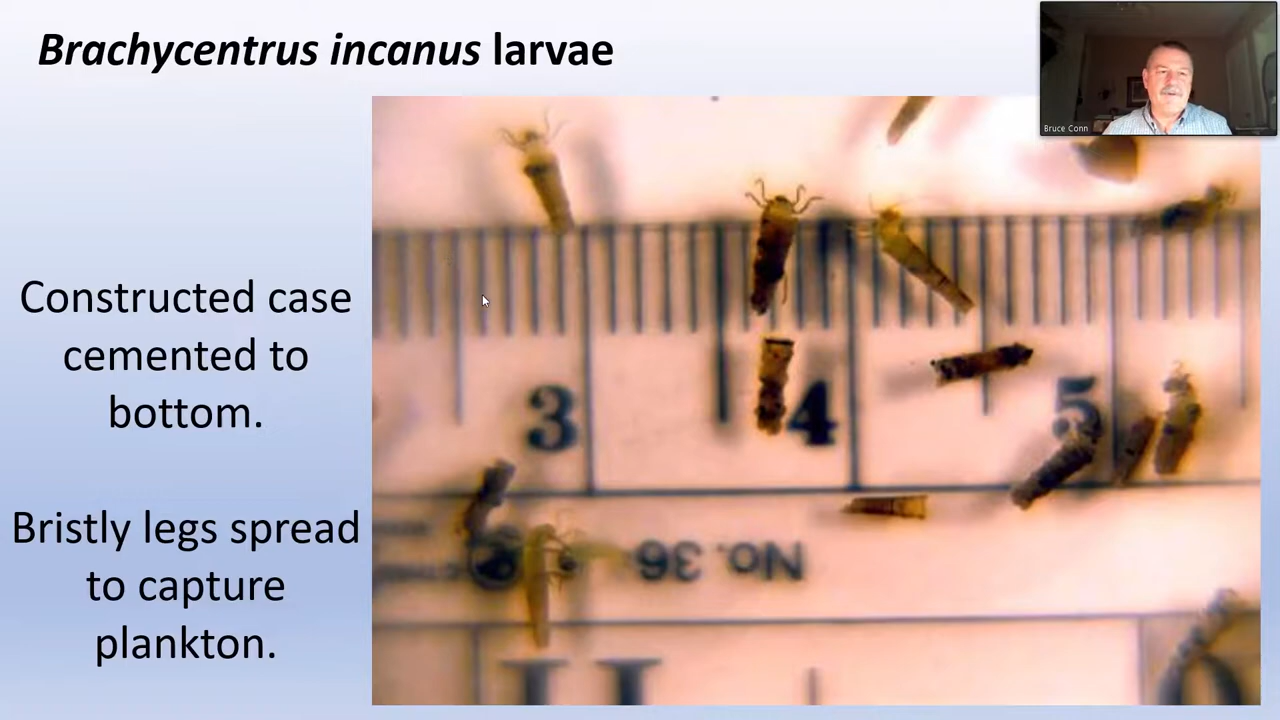 Brachycentrus incanus larvae
Bruce Conn
Constructed case
cemented to
bottom.
3
4
5
Bristly legs spread
to capture
plankton.
No. 36
11